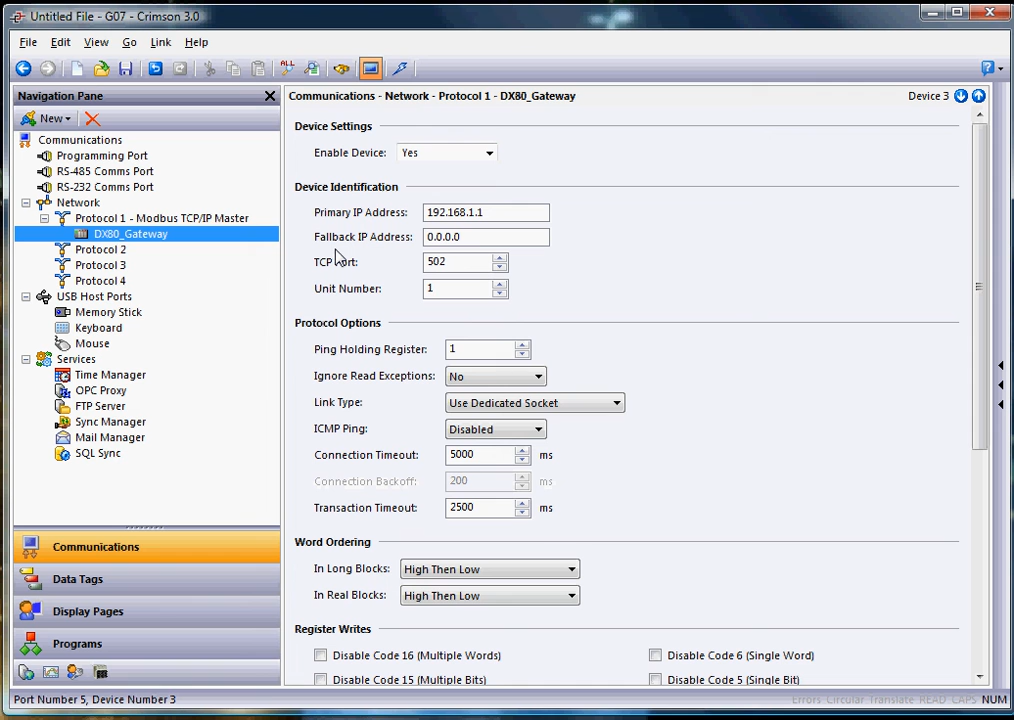 Untitled File - G07 - Crimson 3.0
File Edit View Go Link Help
ALL
Navigation Pane
New
Communications
Programming Port
RS-485 Comms Port
RS-232 Comms Port
Network
Protocol 1 - Modbus TCP/IP Master
DX80_Gateway
Protocol 2
Protocol 3
Protocol 4
USB Host Ports
Memory Stick
Keyboard
Mouse
Services
Time Manager
OPC Proxy
FTP Server
Sync Manager
Mail Manager
SQL Sync
Communications
Data Tags
Display Pages
Programs
Communications - Network - Protocol 1 - DX80_Gateway
Device 3
Device Settings
Enable Device: Yes
Device Identification
Primary IP Address: 192.168.1.1
Fallback IP Address: 0.0.0.0
TCP Port: 502
Unit Number: 1
Protocol Options
Ping Holding Register: 1
Ignore Read Exceptions: No
Link Type: Use Dedicated Socket
ICMP Ping: Disabled
Connection Timeout: 5000 ms
Connection Backoff: 200 ms
Transaction Timeout: 2500 ms
Word Ordering
In Long Blocks: High Then Low
In Real Blocks: High Then Low
Register Writes
Disable Code 16 (Multiple Words) Disable Code 6 (Single Word)
Disable Code 15 (Multiple Bits) Disable Code 5 (Single Bit)
Port Number 5, Device Number 3
Errors Circular Translate READ CAPS NUM